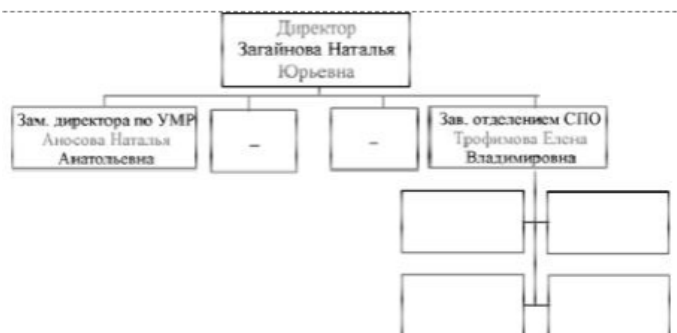 Директор
Загайнова Наталья
Юрьевна
Зам. директора по УМР
Аносова Наталья
Анатольевна
–
–
Зав. отделением СПО
Трофимова Елена
Владимировна